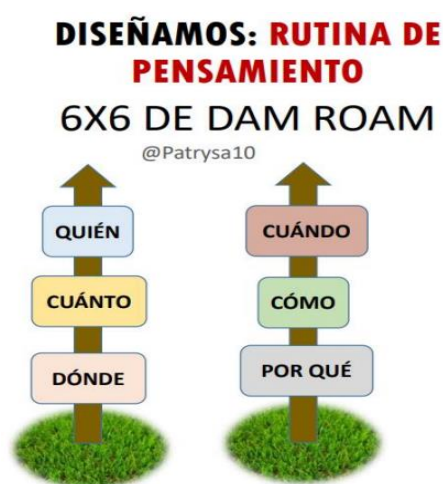 DISEÑAMOS: RUTINA DE
PENSAMIENTO
6X6 DE DAM ROAM
@Patrysa10
QUIÉN
CUÁNTO
DÓNDE
CUÁNDO
CÓMO
POR QUÉ